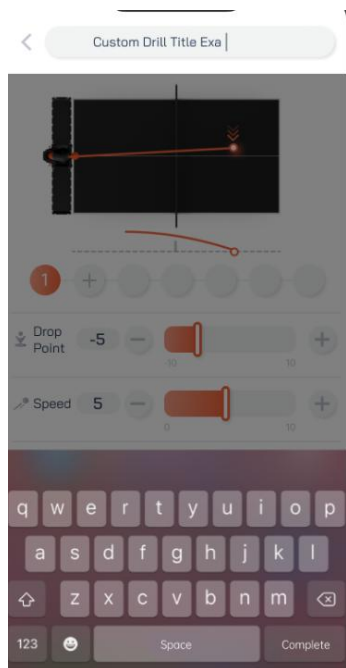 Custom Drill Title Exa
1 +
Drop
Point
-5 − +
-10 10
Speed 5 − +
0 10
q w e r t y u i o p
a s d f g h j k l
z x c v b n m
123 Space Complete